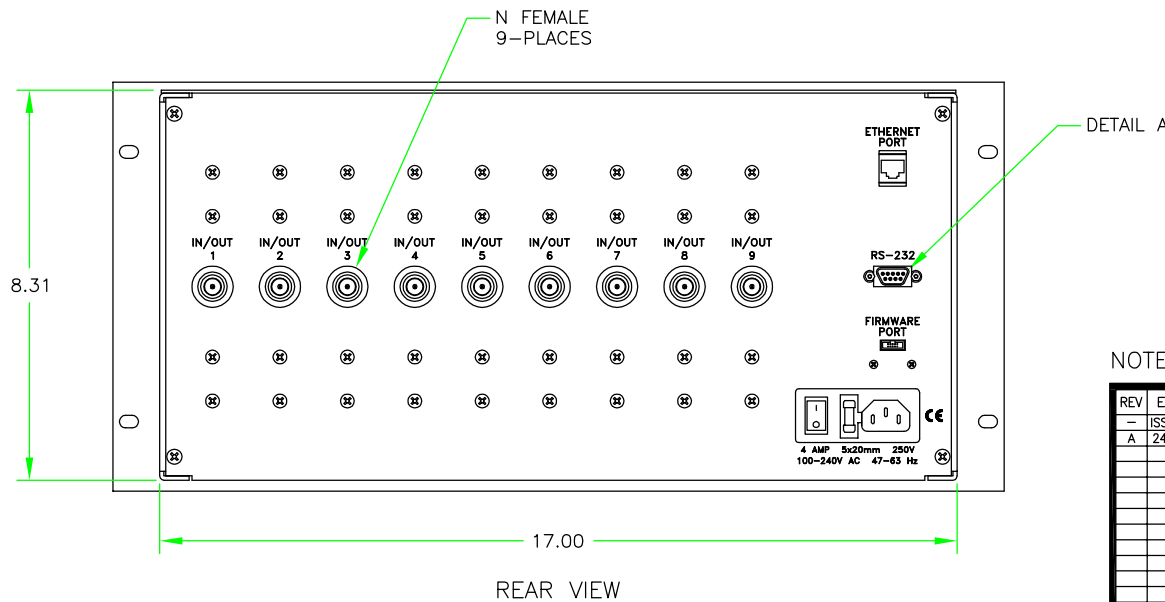 N FEMALE
9-PLACES
DETAIL A
ETHERNET
PORT
IN/OUT
1
IN/OUT
2
IN/OUT
3
IN/OUT
4
IN/OUT
5
IN/OUT
6
IN/OUT
7
IN/OUT
8
IN/OUT
9
RS-232
8.31
FIRMWARE
PORT
CE
4 AMP 5x20mm 250V
100-240V AC 47-63 Hz
17.00
REAR VIEW
NOTE
REV E
- ISS
A 24